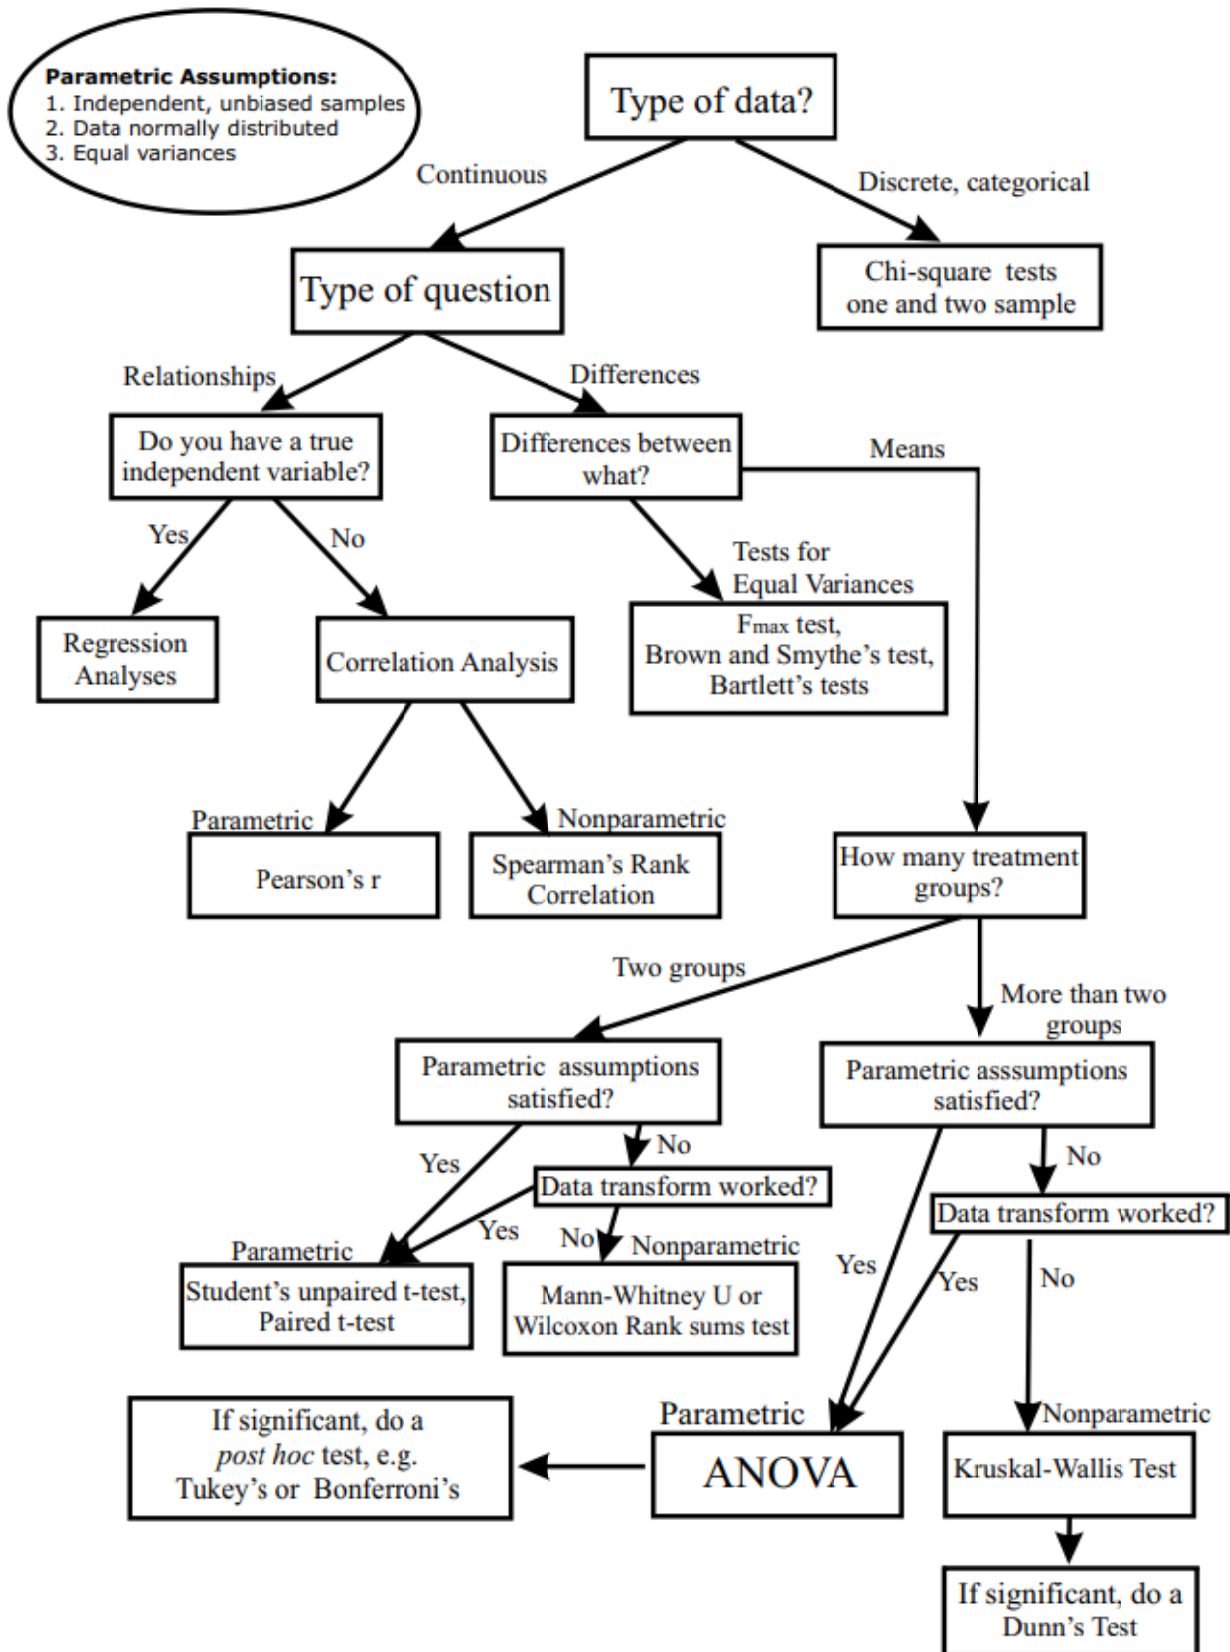 Parametric Assumptions:
1. Independent, unbiased samples
2. Data normally distributed
3. Equal variances
Type of data?
Continuous
Discrete, categorical
Type of question
Chi-square tests
one and two sample
Relationships
Differences
Do you have a true
independent variable?
Differences between
what?
Means
Yes
No
Tests for
Equal Variances
Regression
Analyses
Correlation Analysis
Fmax test,
Brown and Smythe's test,
Bartlett's tests
Parametric
Nonparametric
Pearson's r
Spearman's Rank
Correlation
How many treatment
groups?
Two groups
More than two
groups
Parametric assumptions
satisfied?
Parametric asssumptions
satisfied?
Yes
No
No
Data transform worked?
Data transform worked?
Yes
No
Parametric
Nonparametric
Yes
Yes
No
Student's unpaired t-test,
Paired t-test
Mann-Whitney U or
Wilcoxon Rank sums test
If significant, do a
post hoc test, e.g.
Tukey's or Bonferroni's
Parametric
ANOVA
Nonparametric
Kruskal-Wallis Test
If significant, do a
Dunn's Test